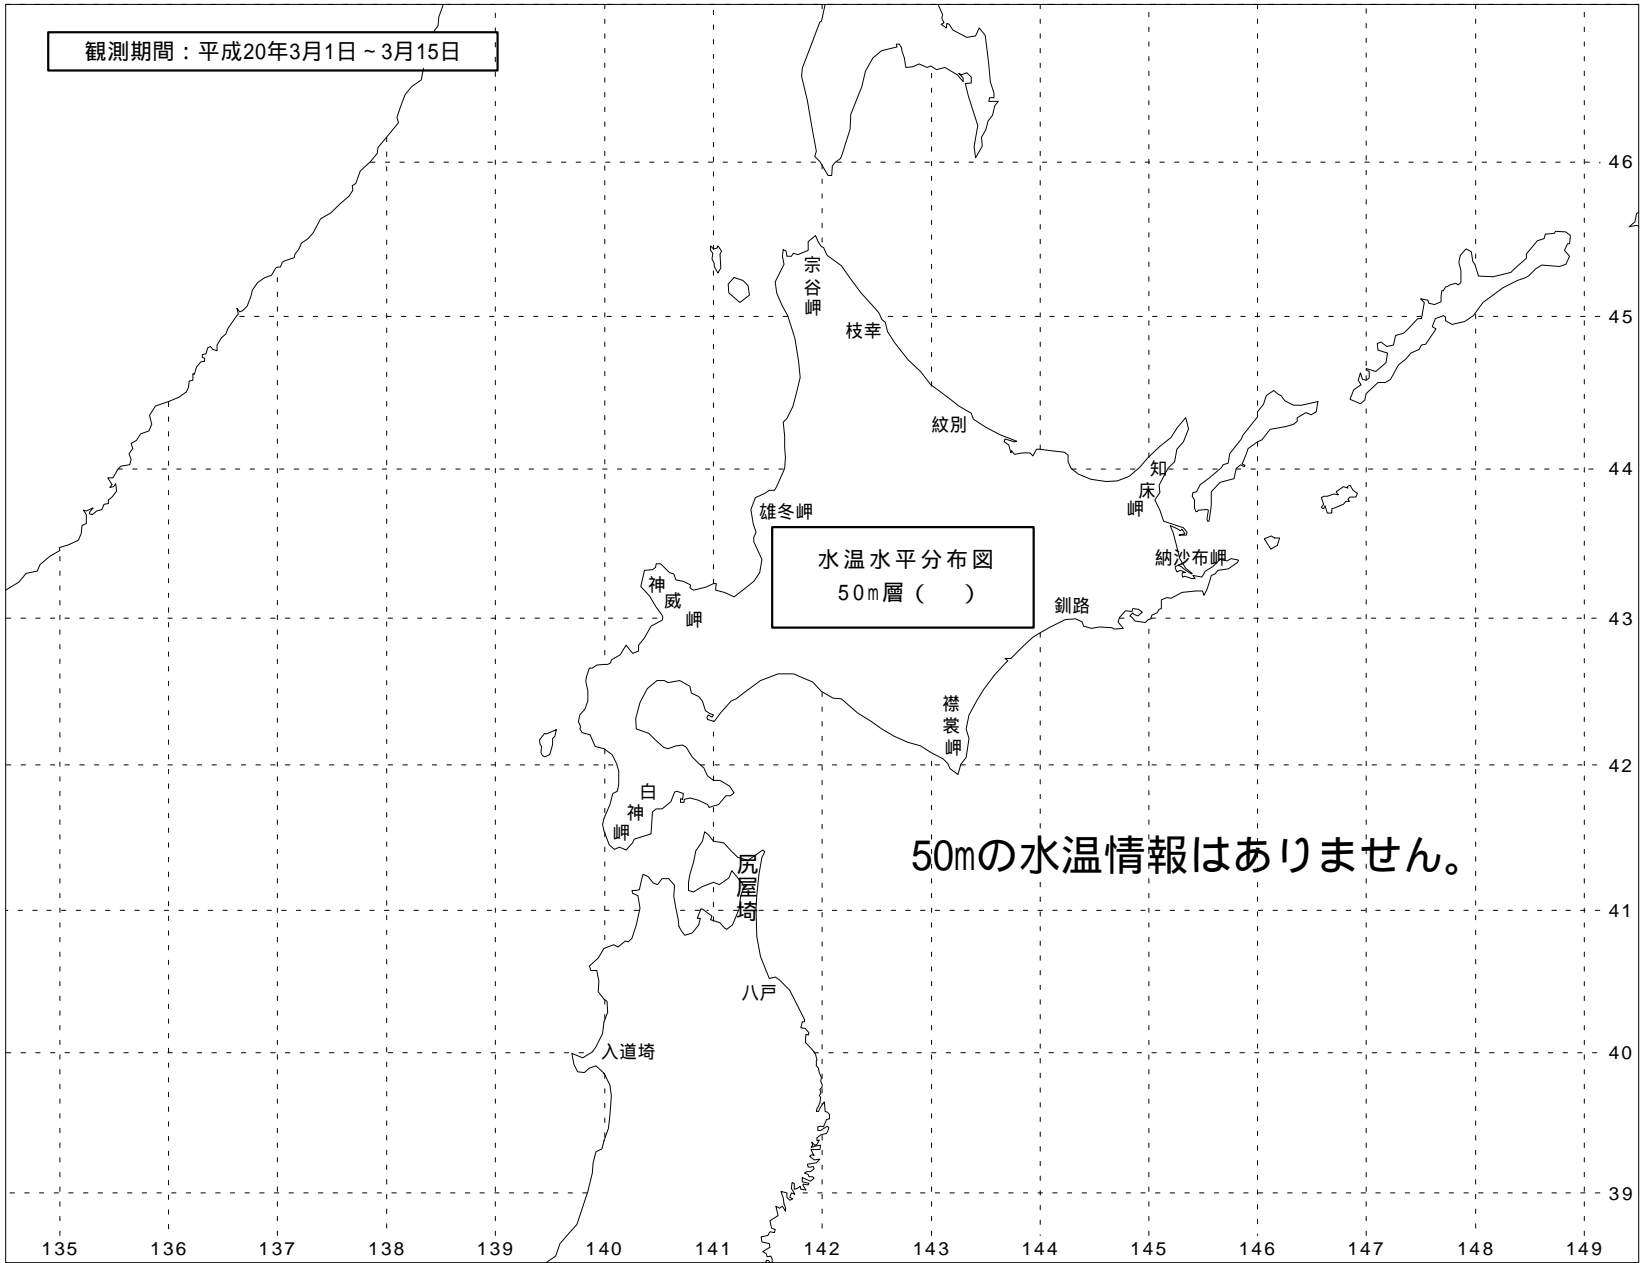 観測期間：平成20年3月1日~3月15日
46
宗谷岬
45
枝幸
紋別
44
知床岬
雄冬岬
水温水平分布図
50m層（　）
納沙布岬
神威岬
釧路
43
襟裳岬
42
白神岬
50mの水温情報はありません。
尻屋埼
41
八戸
入道埼
40
39
135 136 137 138 139 140 141 142 143 144 145 146 147 148 149